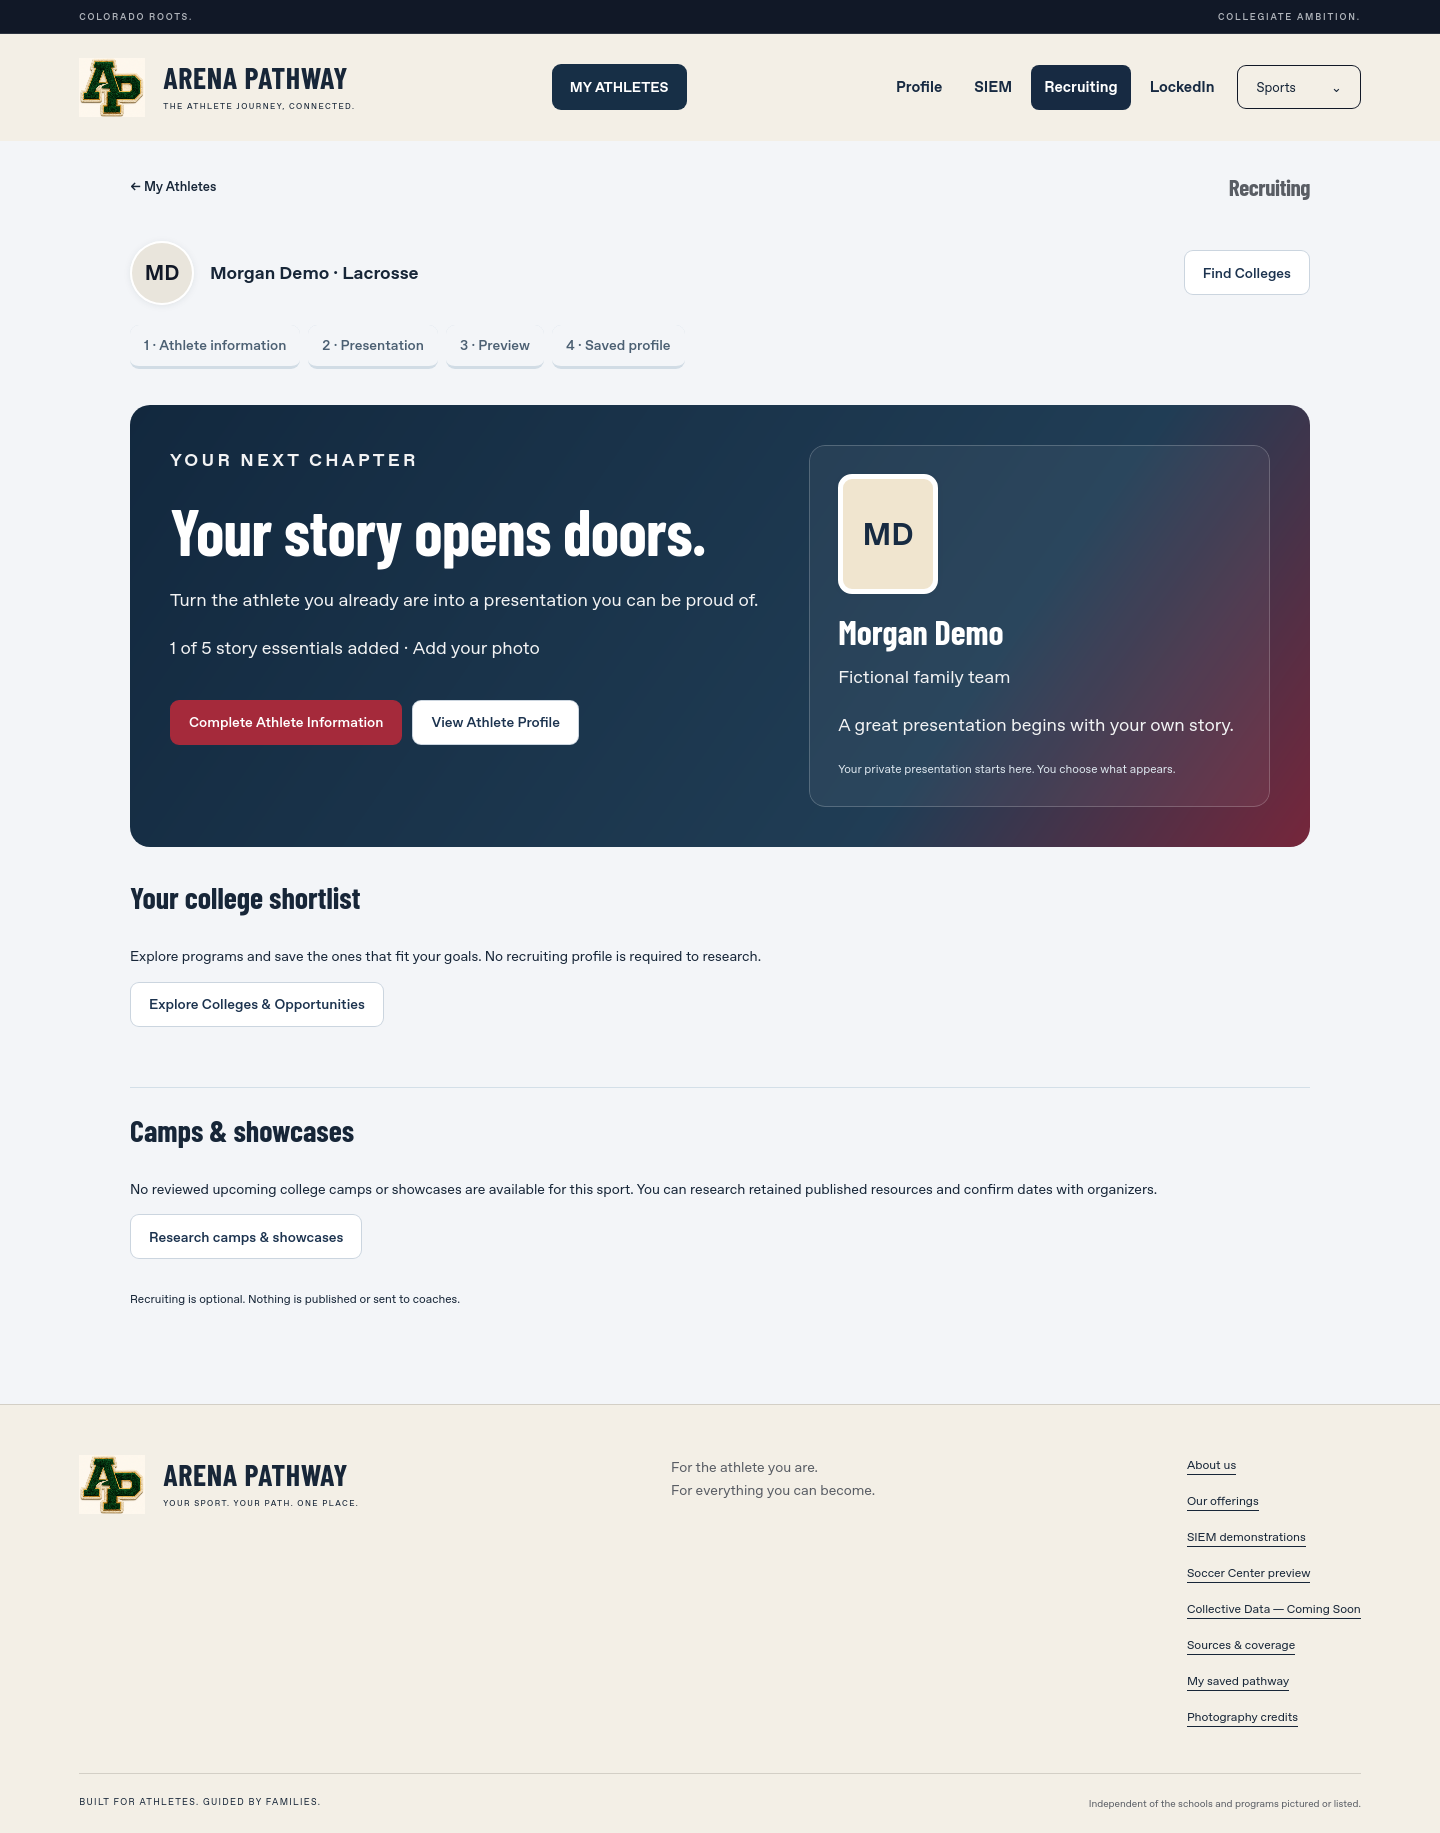 COLORADO ROOTS.
COLLEGIATE AMBITION.
AP
ARENA PATHWAY
THE ATHLETE JOURNEY, CONNECTED.
MY ATHLETES
Profile
SIEM
Recruiting
LockedIn
Sports
← My Athletes
Recruiting
MD
Morgan Demo · Lacrosse
Find Colleges
1 · Athlete information
2 · Presentation
3 · Preview
4 · Saved profile
YOUR NEXT CHAPTER
Your story opens doors.
Turn the athlete you already are into a presentation you can be proud of.
1 of 5 story essentials added · Add your photo
Complete Athlete Information
View Athlete Profile
MD
Morgan Demo
Fictional family team
A great presentation begins with your own story.
Your private presentation starts here. You choose what appears.
Your college shortlist
Explore programs and save the ones that fit your goals. No recruiting profile is required to research.
Explore Colleges & Opportunities
Camps & showcases
No reviewed upcoming college camps or showcases are available for this sport. You can research retained published resources and confirm dates with organizers.
Research camps & showcases
Recruiting is optional. Nothing is published or sent to coaches.
AP
ARENA PATHWAY
YOUR SPORT. YOUR PATH. ONE PLACE.
For the athlete you are.
For everything you can become.
About us
Our offerings
SIEM demonstrations
Soccer Center preview
Collective Data — Coming Soon
Sources & coverage
My saved pathway
Photography credits
BUILT FOR ATHLETES. GUIDED BY FAMILIES.
Independent of the schools and programs pictured or listed.